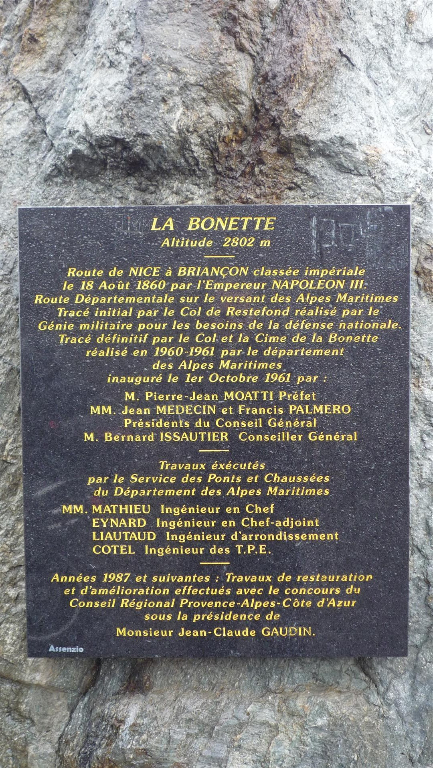 LA BONETTE
Altitude 2802 m
Route de NICE à BRIANÇON classée impériale
le 18 Août 1860 par l'Empereur NAPOLEON III.
Route Départementale sur le versant des Alpes Maritimes
Tracé initial par le Col de Restefond réalisé par le
Génie militaire pour les besoins de la défense nationale.
Tracé définitif par le Col et la Cime de la Bonette
réalisé en 1960-1961 par le département
des Alpes Maritimes
inauguré le 1er Octobre 1961 par :
M. Pierre-Jean MOATTI Préfet
MM. Jean MEDECIN et Francis PALMERO
Présidents du Conseil Général
M. Bernard ISSAUTIER Conseiller Général
Travaux éxécutés
par le Service des Ponts et Chaussées
du Département des Alpes Maritimes
MM. MATHIEU Ingénieur en Chef
EYNARD Ingénieur en Chef-adjoint
LIAUTAUD Ingénieur d'arrondissement
COTEL Ingénieur des T.P.E.
Années 1987 et suivantes : Travaux de restauration
et d'amélioration effectués avec le concours du
Conseil Régional Provence-Alpes-Côte d'Azur
sous la présidence de
Monsieur Jean-Claude GAUDIN.
Assenzio